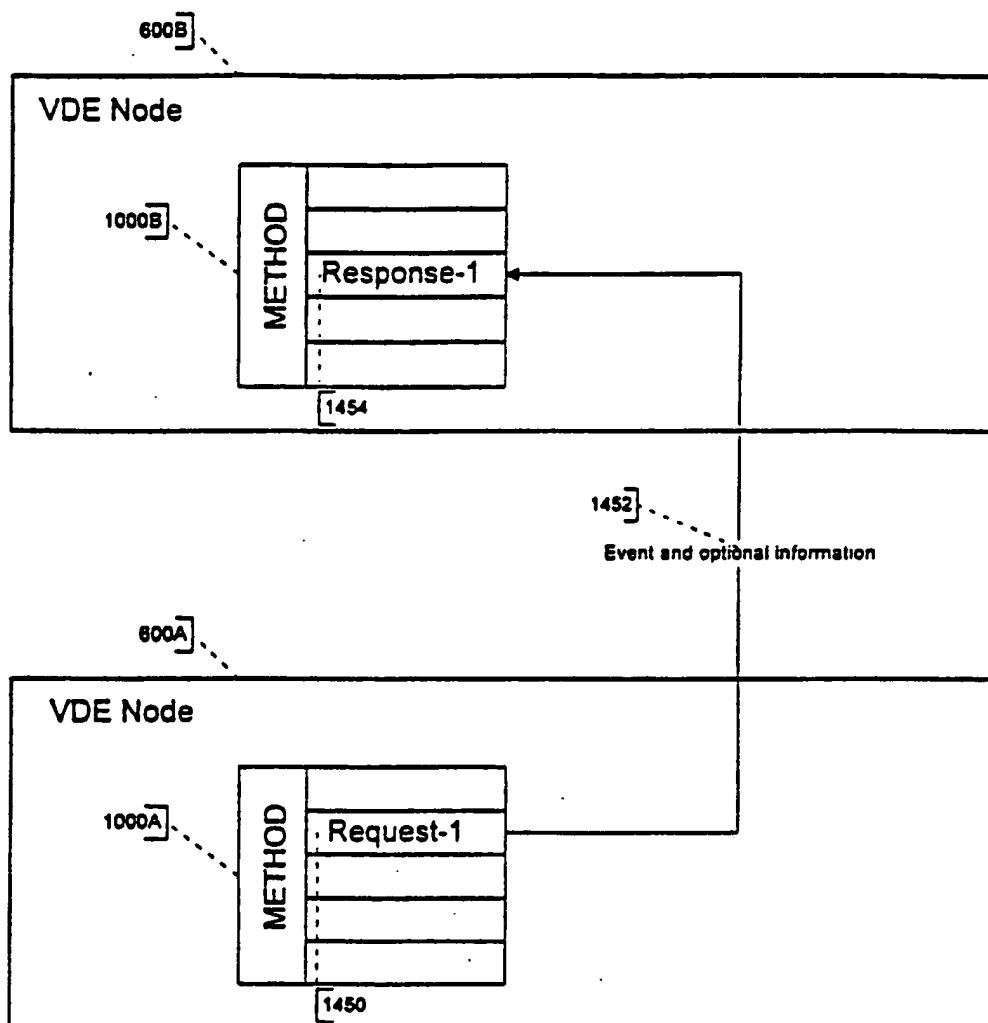 600B
VDE Node
1000B
METHOD
Response-1
1454
1452
Event and optional information
600A
VDE Node
1000A
METHOD
Request-1
1450